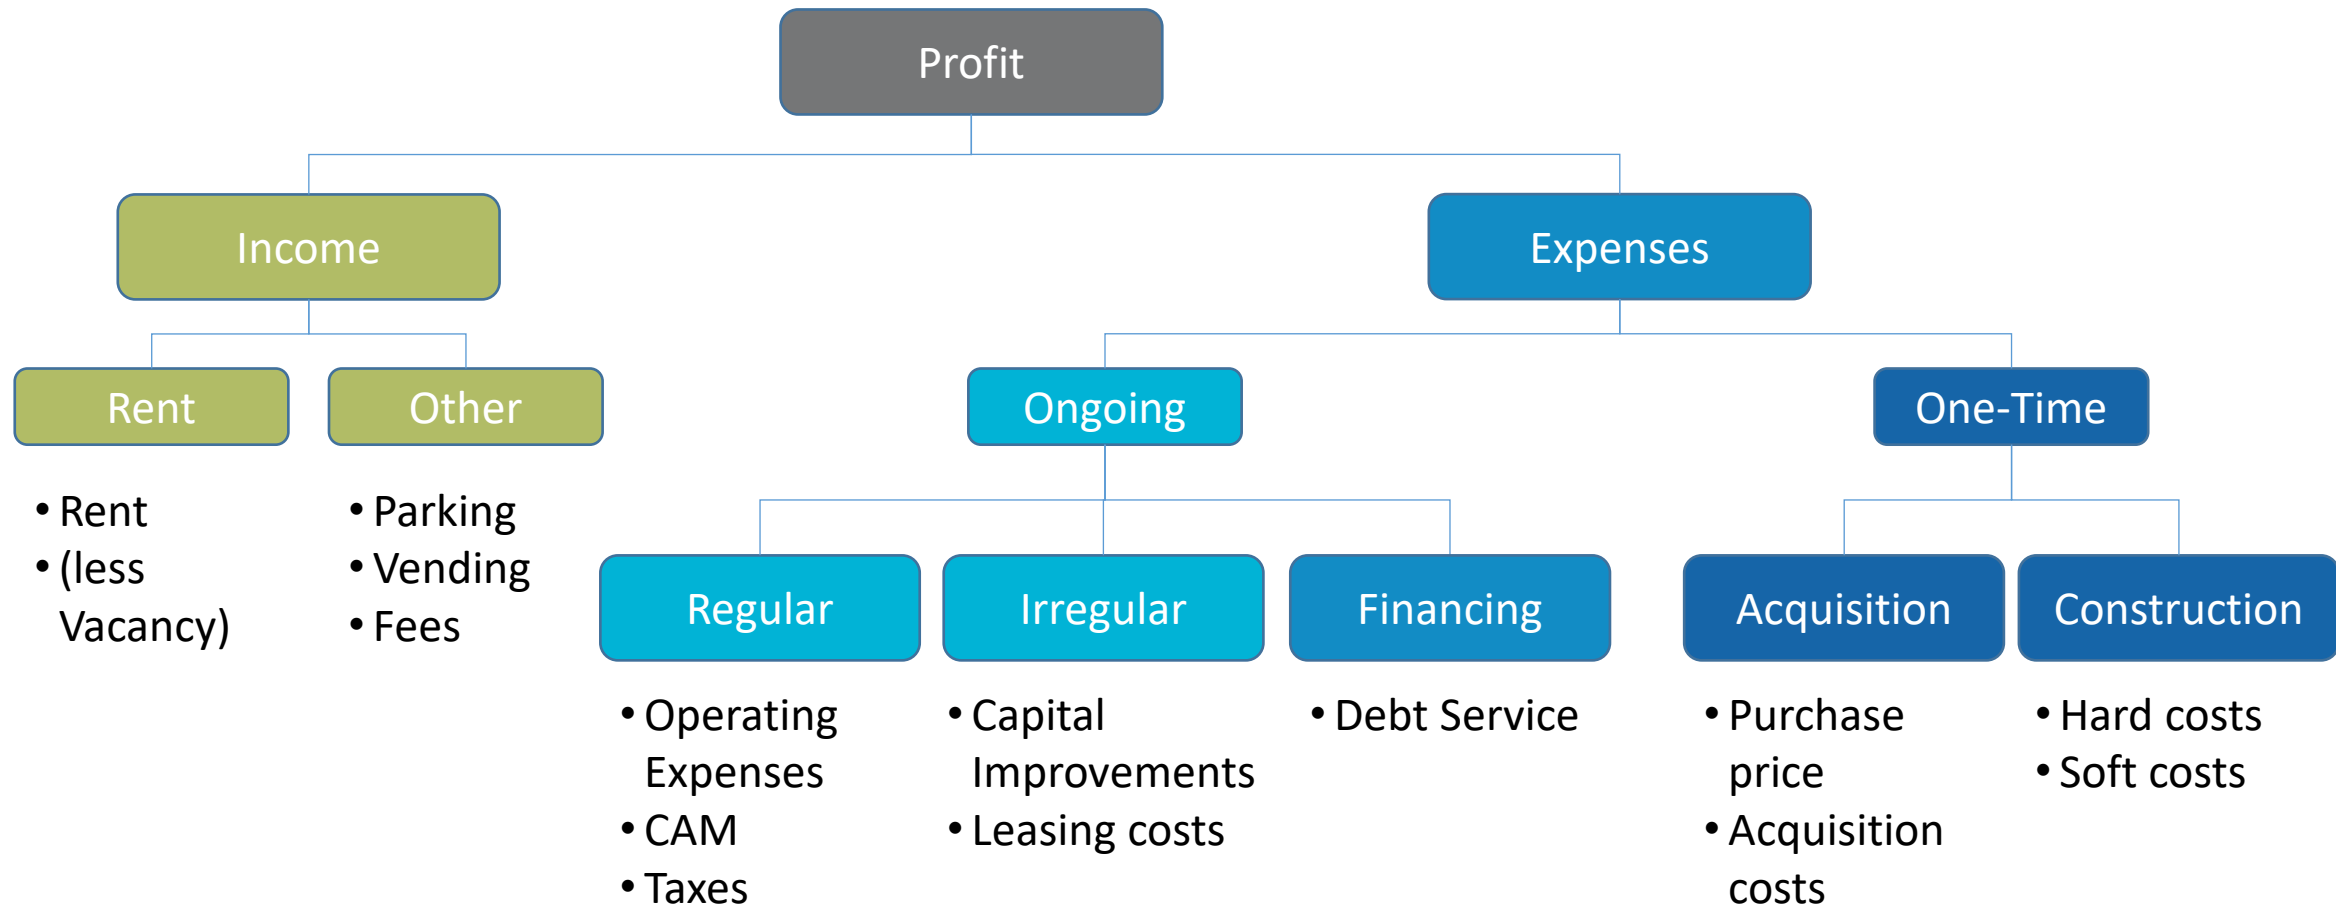 Profit
Income
Expenses
Rent
Other
Ongoing
One-Time
• Rent
• (less
Vacancy)
• Parking
• Vending
• Fees
Regular
Irregular
Financing
Acquisition
Construction
• Operating
Expenses
• CAM
• Taxes
• Capital
Improvements
• Leasing costs
• Debt Service
• Purchase
price
• Acquisition
costs
• Hard costs
• Soft costs